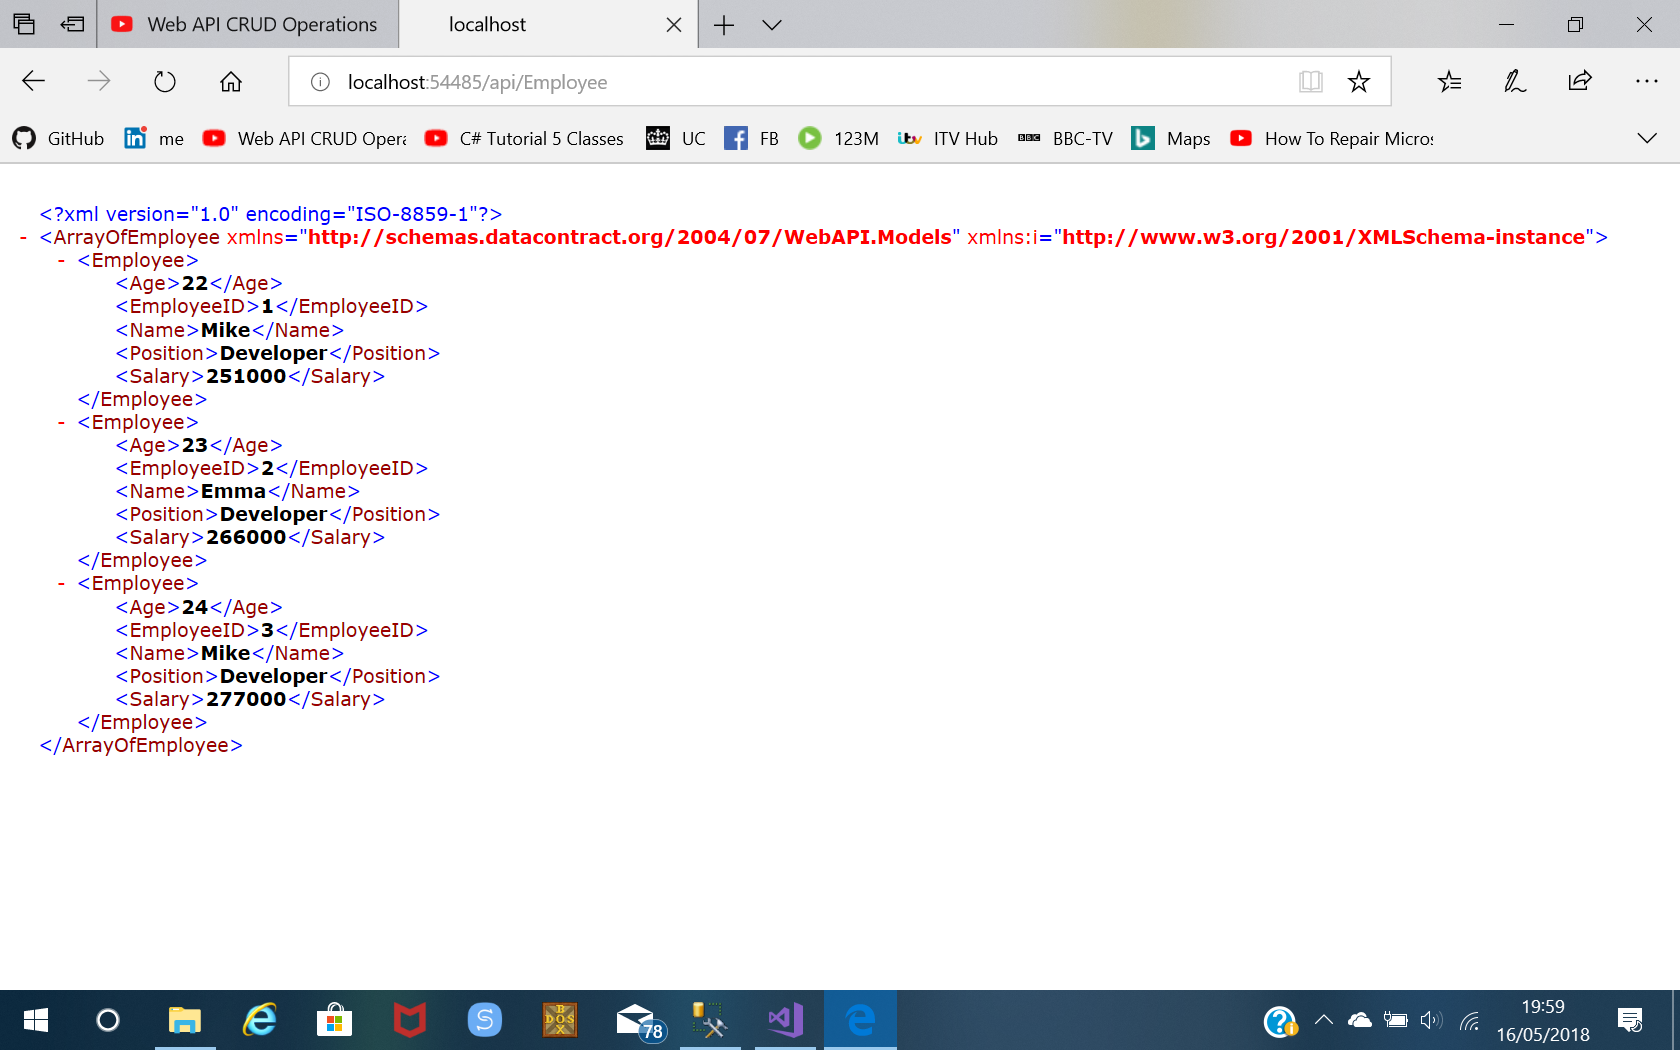 Web API CRUD Operations
localhost
localhost:54485/api/Employee
GitHub me Web API CRUD Opera C# Tutorial 5 Classes UC FB 123M itv ITV Hub BBC BBC-TV Maps How To Repair Micros
<?xml version="1.0" encoding="ISO-8859-1"?>
- <ArrayOfEmployee xmlns="http://schemas.datacontract.org/2004/07/WebAPI.Models" xmlns:i="http://www.w3.org/2001/XMLSchema-instance">
- <Employee>
<Age>22</Age>
<EmployeeID>1</EmployeeID>
<Name>Mike</Name>
<Position>Developer</Position>
<Salary>251000</Salary>
</Employee>
- <Employee>
<Age>23</Age>
<EmployeeID>2</EmployeeID>
<Name>Emma</Name>
<Position>Developer</Position>
<Salary>266000</Salary>
</Employee>
- <Employee>
<Age>24</Age>
<EmployeeID>3</EmployeeID>
<Name>Mike</Name>
<Position>Developer</Position>
<Salary>277000</Salary>
</Employee>
</ArrayOfEmployee>
DOS BOX
78
19:59
16/05/2018